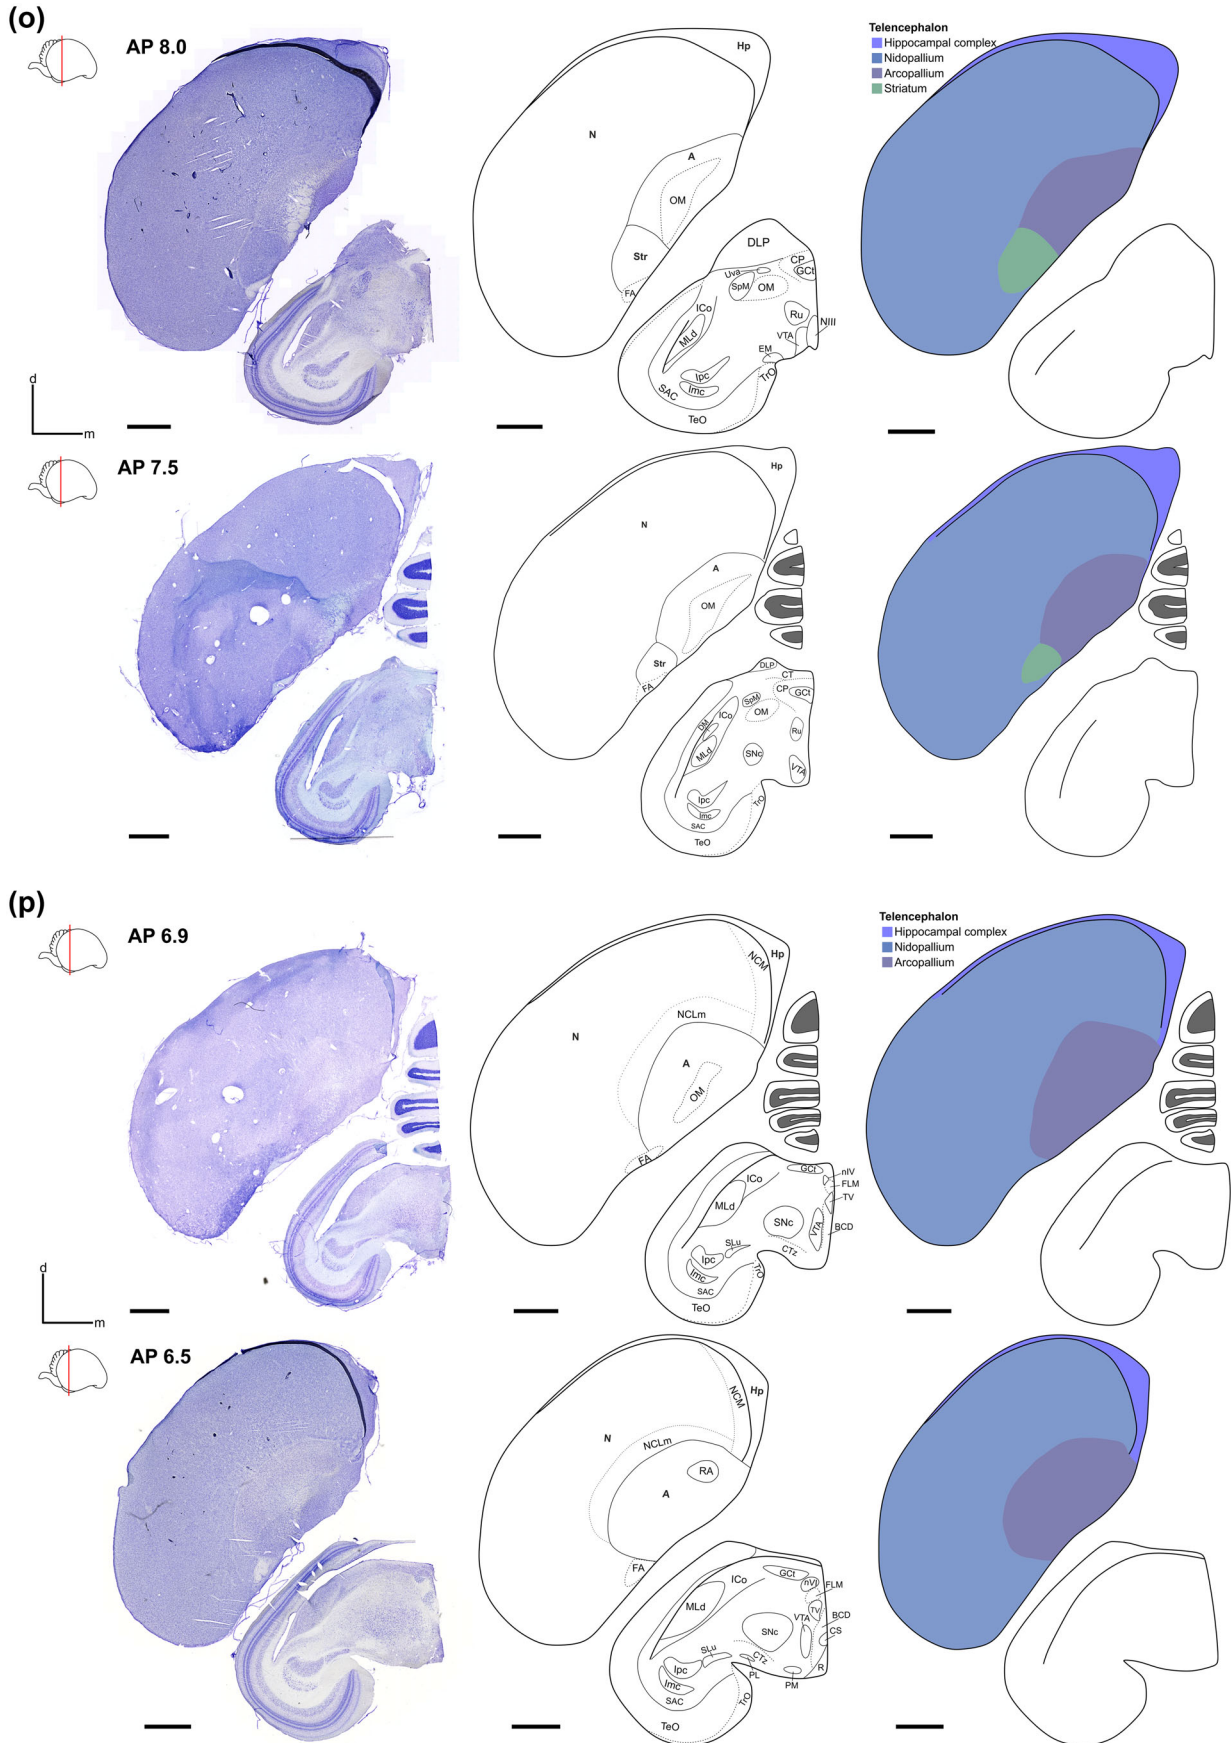 (o)
AP 8.0
Hp
N
A
OM
Str
FA
DLP
CP
GCt
Uva
SpM
OM
ICo
MLd
Ru
NIII
VTA
EM
TrO
Ipc
Imc
SAC
TeO
Telencephalon
Hippocampal complex
Nidopallium
Arcopallium
Striatum
d
m
AP 7.5
Hp
N
A
OM
Str
FA
DLP
CT
CP
GCt
SpM
OM
ICo
DM
MLd
Ru
SNc
VTA
Ipc
Imc
TrO
SAC
TeO
(p)
AP 6.9
Hp
NCM
NCLm
N
A
OM
FA
GCt
nIV
FLM
TV
ICo
MLd
SNc
VTA
BCD
SLu
CTz
Ipc
Imc
TrO
SAC
TeO
Telencephalon
Hippocampal complex
Nidopallium
Arcopallium
d
m
AP 6.5
Hp
NCM
N
NCLm
RA
A
FA
GCt
nVI
FLM
ICo
TV
MLd
VTA
BCD
CS
SNc
SLu
CTz
Ipc
Imc
PL
PM
R
TrO
SAC
TeO